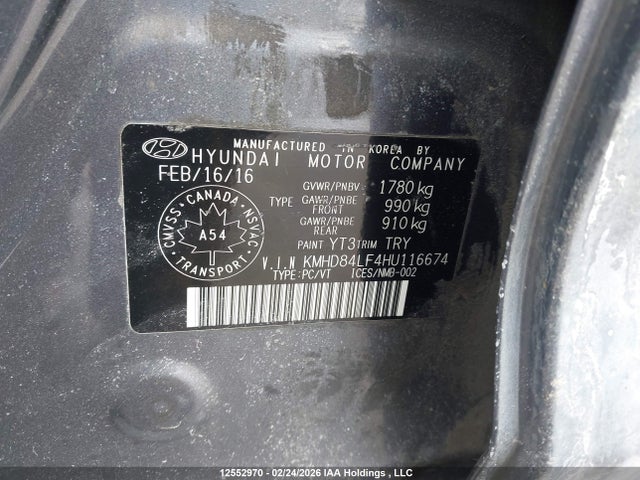 MANUFACTURED IN KOREA BY
HYUNDAI MOTOR COMPANY
FEB/16/16
GVWR/PNBV 1780 kg
TYPE GAWR/PNBE FRONT 990 kg
GAWR/PNBE REAR 910 kg
PAINT YT3 TRIM TRY
V.I.N KMHD84LF4HU116674
TYPE:PC/VT ICES/NMB-002
CANADA
CMVSS NSVAC
A54
TRANSPORT
12552970 - 02/24/2026 IAA Holdings , LLC